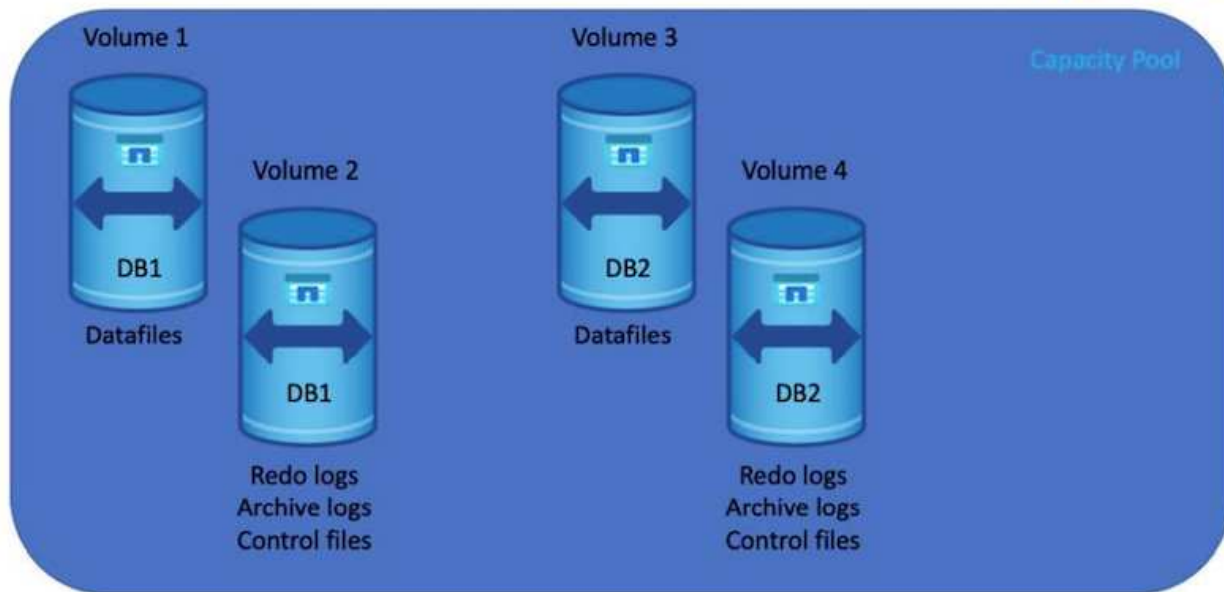 Volume 1
Volume 3
Capacity Pool
Volume 2
Volume 4
DB1
DB2
Datafiles
Datafiles
DB1
DB2
Redo logs
Archive logs
Control files
Redo logs
Archive logs
Control files